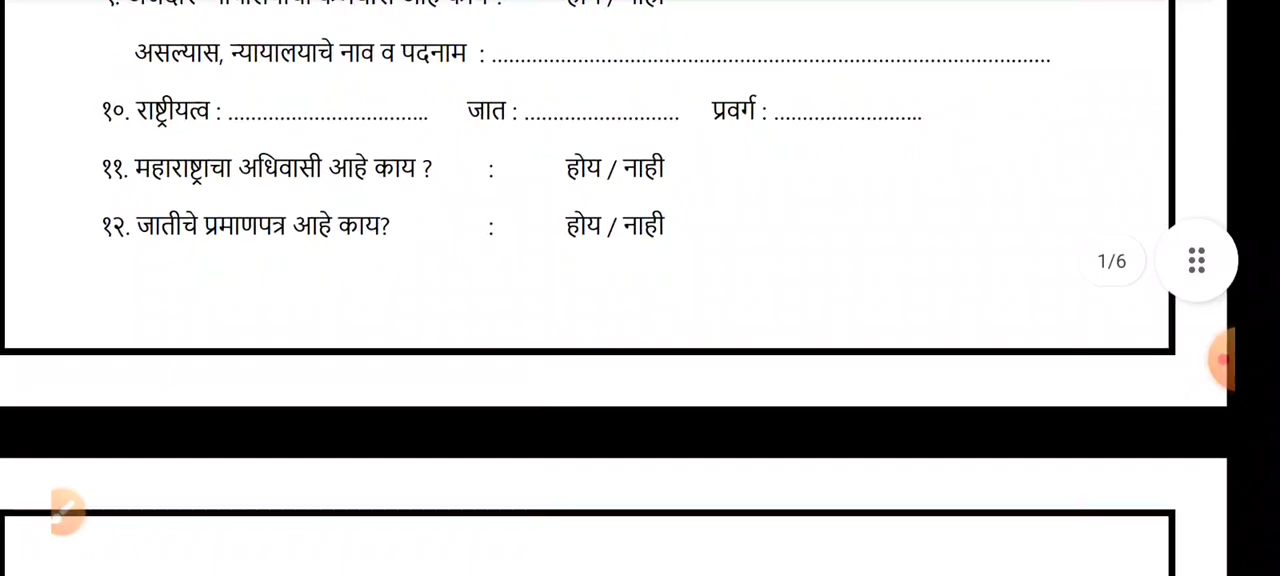 असल्यास, न्यायालयाचे नाव व पदनाम : ..................................................................................................
१०. राष्ट्रीयत्व : ................................... जात : ........................... प्रवर्ग : ..........................
११. महाराष्ट्राचा अधिवासी आहे काय ? : होय / नाही
१२. जातीचे प्रमाणपत्र आहे काय? : होय / नाही
1/6